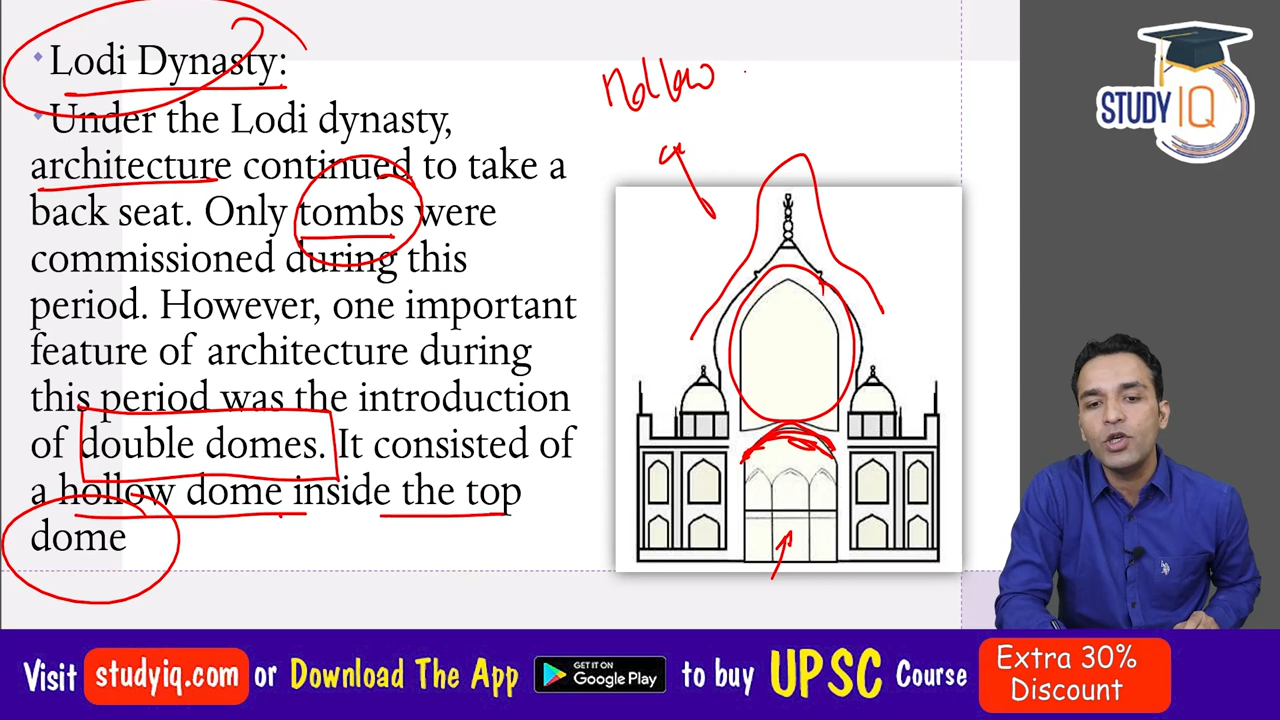 Lodi Dynasty:
Under the Lodi dynasty,
architecture continued to take a
back seat. Only tombs were
commissioned during this
period. However, one important
feature of architecture during
this period was the introduction
of double domes. It consisted of
a hollow dome inside the top
dome
Hollow
STUDY IQ
Visit studyiq.com or Download The App GET IT ON Google Play to buy UPSC Course
Extra 30%
Discount